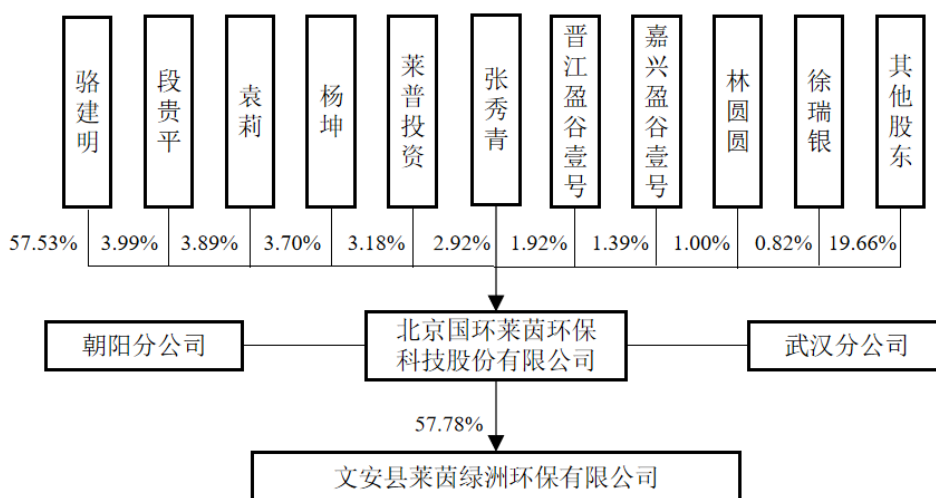 骆建明
段贵平
袁莉
杨坤
莱普投资
张秀青
晋江盈谷壹号
嘉兴盈谷壹号
林圆圆
徐瑞银
其他股东
57.53%
3.99%
3.89%
3.70%
3.18%
2.92%
1.92%
1.39%
1.00%
0.82%
19.66%
朝阳分公司
北京国环莱茵环保
科技股份有限公司
武汉分公司
57.78%
文安县莱茵绿洲环保有限公司